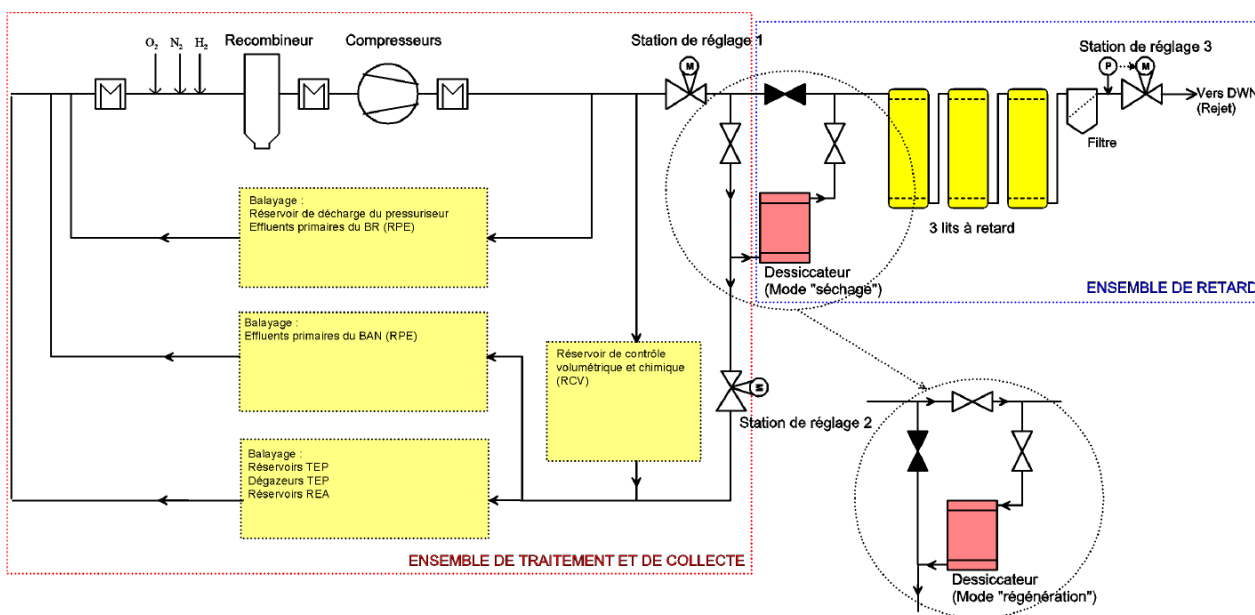 O₂ N₂ H₂
Recombineur
Compresseurs
Station de réglage 1
M
Station de réglage 3
P
M
Vers DWN
(Rejet)
Filtre
3 lits à retard
Balayage :
Réservoir de décharge du pressuriseur
Effluents primaires du BR (RPE)
Dessiccateur
(Mode "séchage")
ENSEMBLE DE RETARD
Balayage :
Effluents primaires du BAN (RPE)
Réservoir de contrôle
volumétrique et chimique
(RCV)
M
Station de réglage 2
Balayage :
Réservoirs TEP
Dégazeurs TEP
Réservoirs REA
ENSEMBLE DE TRAITEMENT ET DE COLLECTE
Dessiccateur
(Mode "régénération")